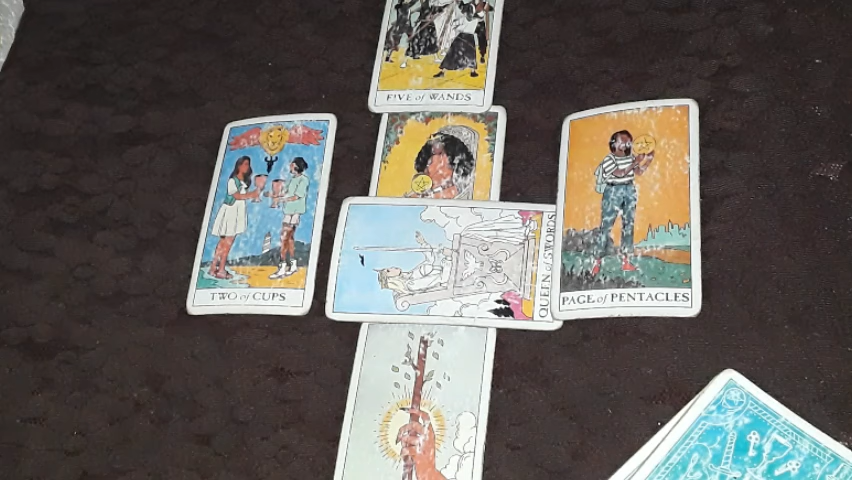 FIVE of WANDS
TWO of CUPS
QUEEN of SWORDS
PAGE of PENTACLES